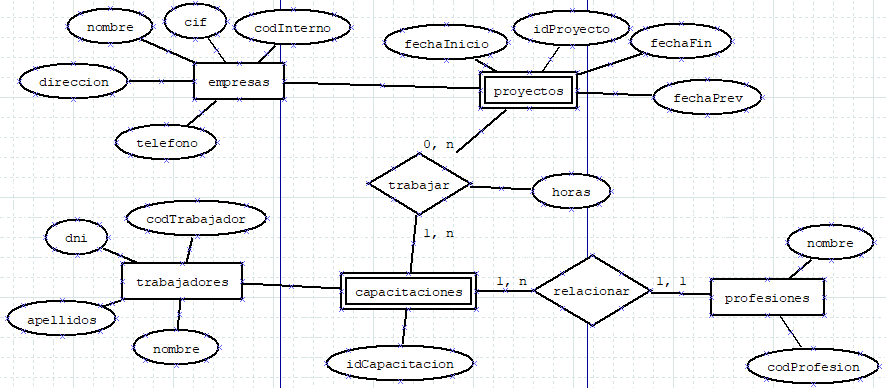 nombre
cif
codInterno
direccion
empresas
telefono
fechaInicio
idProyecto
fechaFin
proyectos
fechaPrev
0, n
trabajar
horas
1, n
dni
codTrabajador
trabajadores
apellidos
nombre
capacitaciones
idCapacitacion
1, n
relacionar
1, 1
nombre
profesiones
codProfesion